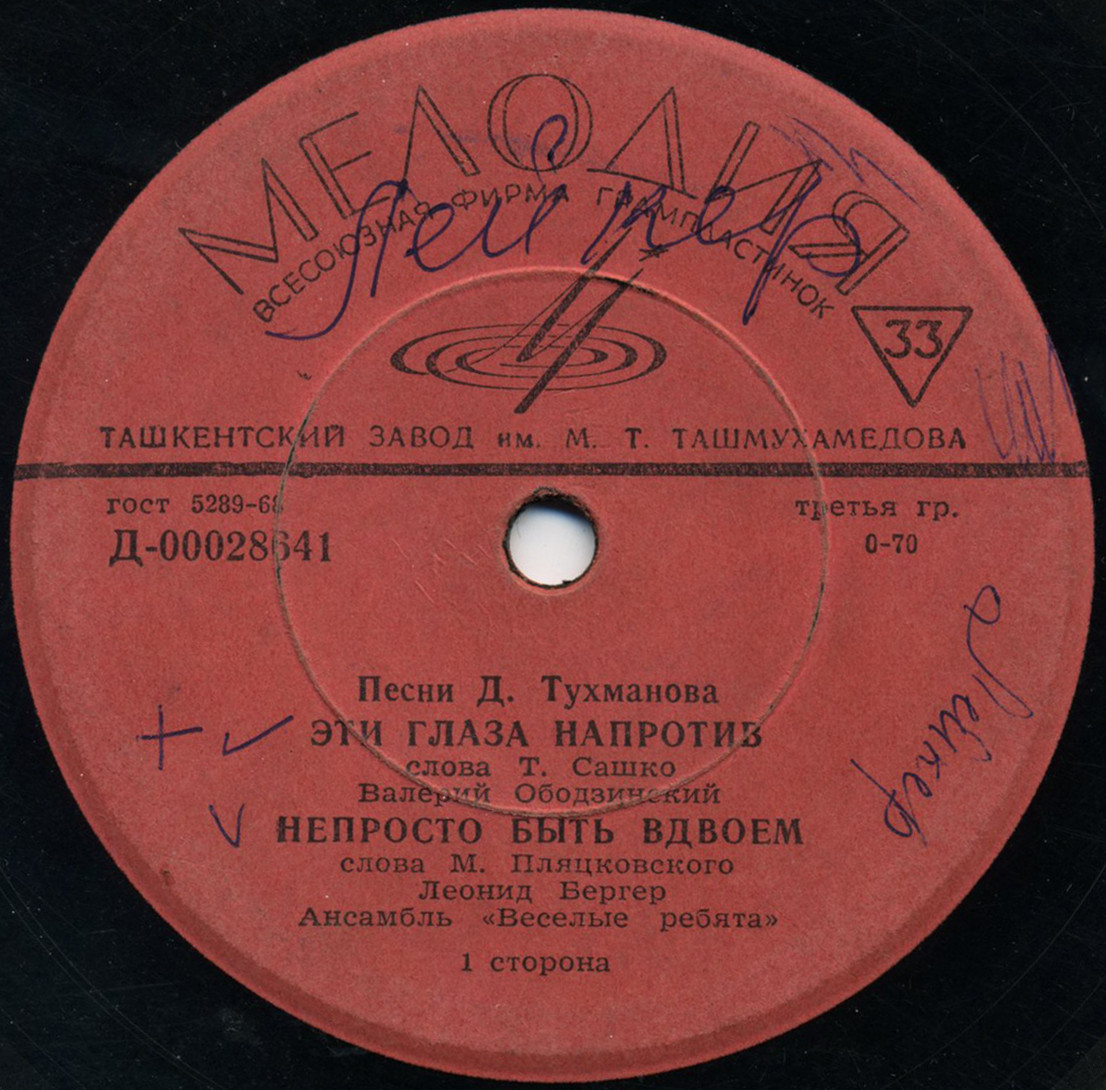 МЕЛОДИЯ
ВСЕСОЮЗНАЯ ФИРМА ГРАМПЛАСТИНОК
Лейкер
33
ТАШКЕНТСКИЙ ЗАВОД им. М. Т. ТАШМУХАМЕДОВА
гост 5289-68
третья гр.
Д-00028641
0-70
Песни Д. Тухманова
ЭТИ ГЛАЗА НАПРОТИВ
слова Т. Сашко
Валерий Ободзинский
НЕПРОСТО БЫТЬ ВДВОЕМ
слова М. Пляцковского
Леонид Бергер
Ансамбль «Веселые ребята»
1 сторона